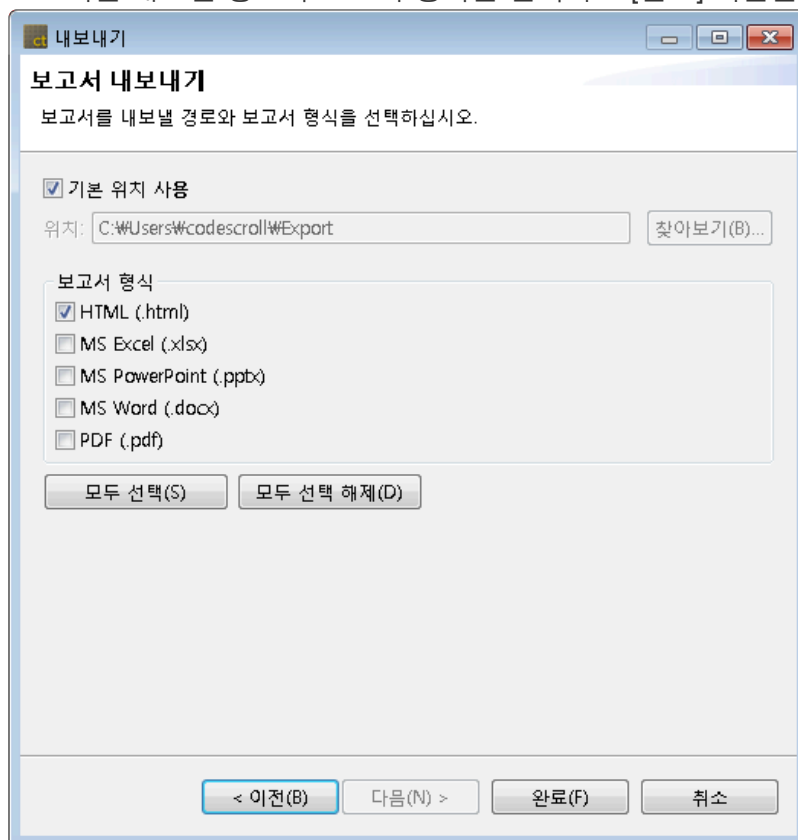 ct 내보내기
보고서 내보내기
보고서를 내보낼 경로와 보고서 형식을 선택하십시오.
기본 위치 사용
위치: C:₩Users₩codescroll₩Export 찾아보기(B)...
보고서 형식
HTML (.html)
MS Excel (.xlsx)
MS PowerPoint (.pptx)
MS Word (.docx)
PDF (.pdf)
모두 선택(S) 모두 선택 해제(D)
< 이전(B) 다음(N) > 완료(F) 취소